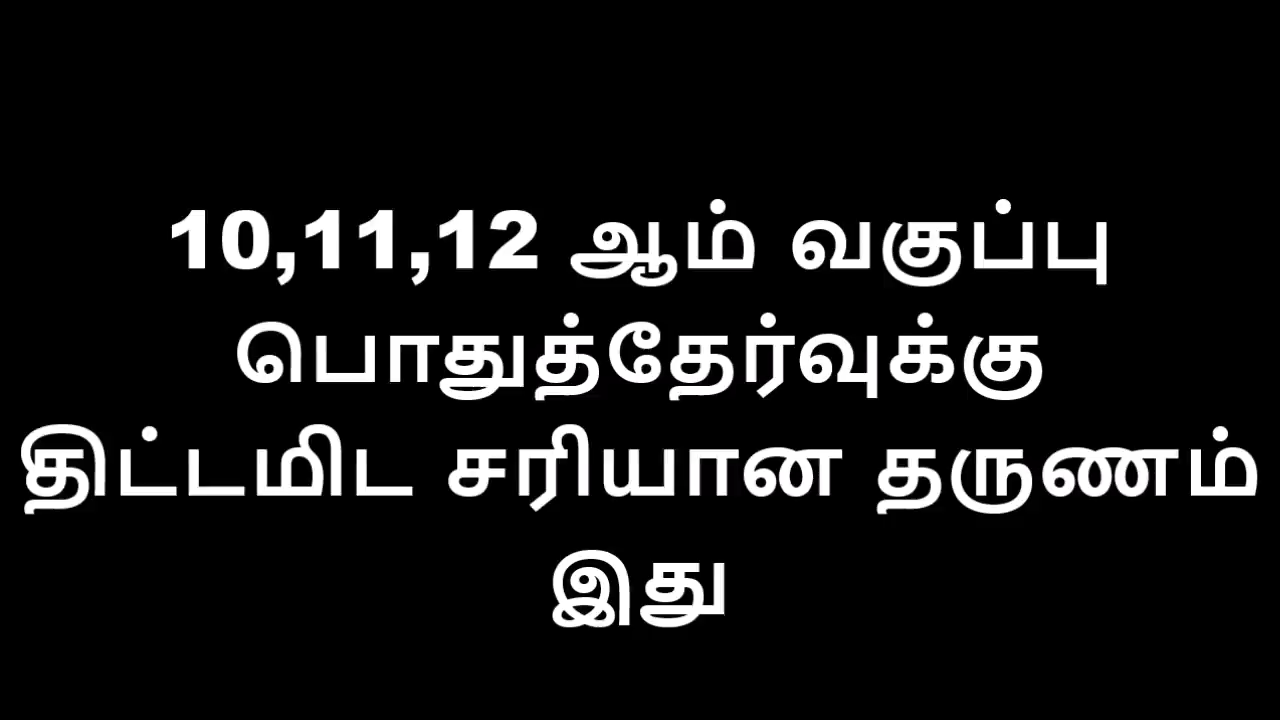 10,11,12 ஆம் வகுப்பு
பொதுத்தேர்வுக்கு
திட்டமிட சரியான தருணம்
இது